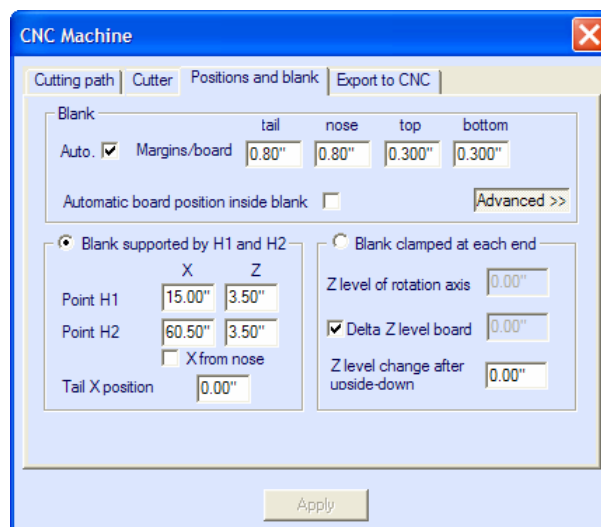 CNC Machine
Cutting path Cutter Positions and blank Export to CNC
Blank
tail nose top bottom
Auto. Margins/board 0.80" 0.80" 0.300" 0.300"
Automatic board position inside blank Advanced >>
Blank supported by H1 and H2
X Z
Point H1 15.00" 3.50"
Point H2 60.50" 3.50"
X from nose
Tail X position 0.00"
Blank clamped at each end
Z level of rotation axis 0.00"
Delta Z level board 0.00"
Z level change after
upside-down 0.00"
Apply